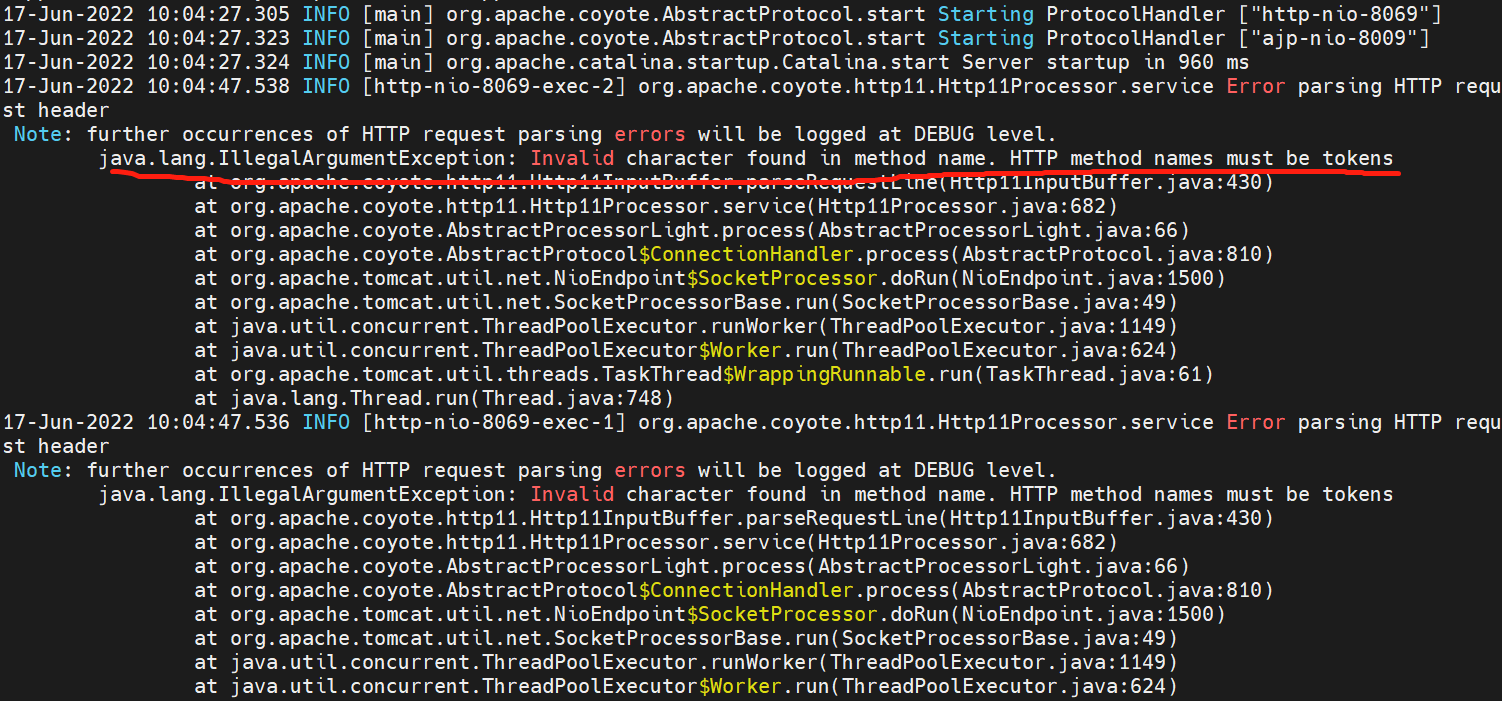 17-Jun-2022 10:04:27.305 INFO [main] org.apache.coyote.AbstractProtocol.start Starting ProtocolHandler ["http-nio-8069"]
17-Jun-2022 10:04:27.323 INFO [main] org.apache.coyote.AbstractProtocol.start Starting ProtocolHandler ["ajp-nio-8009"]
17-Jun-2022 10:04:27.324 INFO [main] org.apache.catalina.startup.Catalina.start Server startup in 960 ms
17-Jun-2022 10:04:47.538 INFO [http-nio-8069-exec-2] org.apache.coyote.http11.Http11Processor.service Error parsing HTTP requ
st header
Note: further occurrences of HTTP request parsing errors will be logged at DEBUG level.
java.lang.IllegalArgumentException: Invalid character found in method name. HTTP method names must be tokens
at org.apache.coyote.http11.Http11InputBuffer.parseRequestLine(Http11InputBuffer.java:430)
at org.apache.coyote.http11.Http11Processor.service(Http11Processor.java:682)
at org.apache.coyote.AbstractProcessorLight.process(AbstractProcessorLight.java:66)
at org.apache.coyote.AbstractProtocol$ConnectionHandler.process(AbstractProtocol.java:810)
at org.apache.tomcat.util.net.NioEndpoint$SocketProcessor.doRun(NioEndpoint.java:1500)
at org.apache.tomcat.util.net.SocketProcessorBase.run(SocketProcessorBase.java:49)
at java.util.concurrent.ThreadPoolExecutor.runWorker(ThreadPoolExecutor.java:1149)
at java.util.concurrent.ThreadPoolExecutor$Worker.run(ThreadPoolExecutor.java:624)
at org.apache.tomcat.util.threads.TaskThread$WrappingRunnable.run(TaskThread.java:61)
at java.lang.Thread.run(Thread.java:748)
17-Jun-2022 10:04:47.536 INFO [http-nio-8069-exec-1] org.apache.coyote.http11.Http11Processor.service Error parsing HTTP requ
st header
Note: further occurrences of HTTP request parsing errors will be logged at DEBUG level.
java.lang.IllegalArgumentException: Invalid character found in method name. HTTP method names must be tokens
at org.apache.coyote.http11.Http11InputBuffer.parseRequestLine(Http11InputBuffer.java:430)
at org.apache.coyote.http11.Http11Processor.service(Http11Processor.java:682)
at org.apache.coyote.AbstractProcessorLight.process(AbstractProcessorLight.java:66)
at org.apache.coyote.AbstractProtocol$ConnectionHandler.process(AbstractProtocol.java:810)
at org.apache.tomcat.util.net.NioEndpoint$SocketProcessor.doRun(NioEndpoint.java:1500)
at org.apache.tomcat.util.net.SocketProcessorBase.run(SocketProcessorBase.java:49)
at java.util.concurrent.ThreadPoolExecutor.runWorker(ThreadPoolExecutor.java:1149)
at java.util.concurrent.ThreadPoolExecutor$Worker.run(ThreadPoolExecutor.java:624)